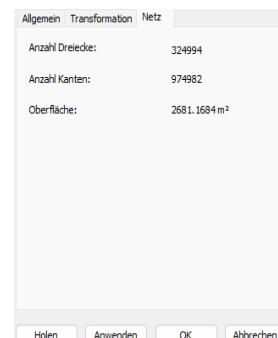 Allgemein Transformation Netz
Anzahl Dreiecke: 324994
Anzahl Kanten: 974982
Oberfläche: 2681.1684 m²
Holen Anwenden OK Abbrechen